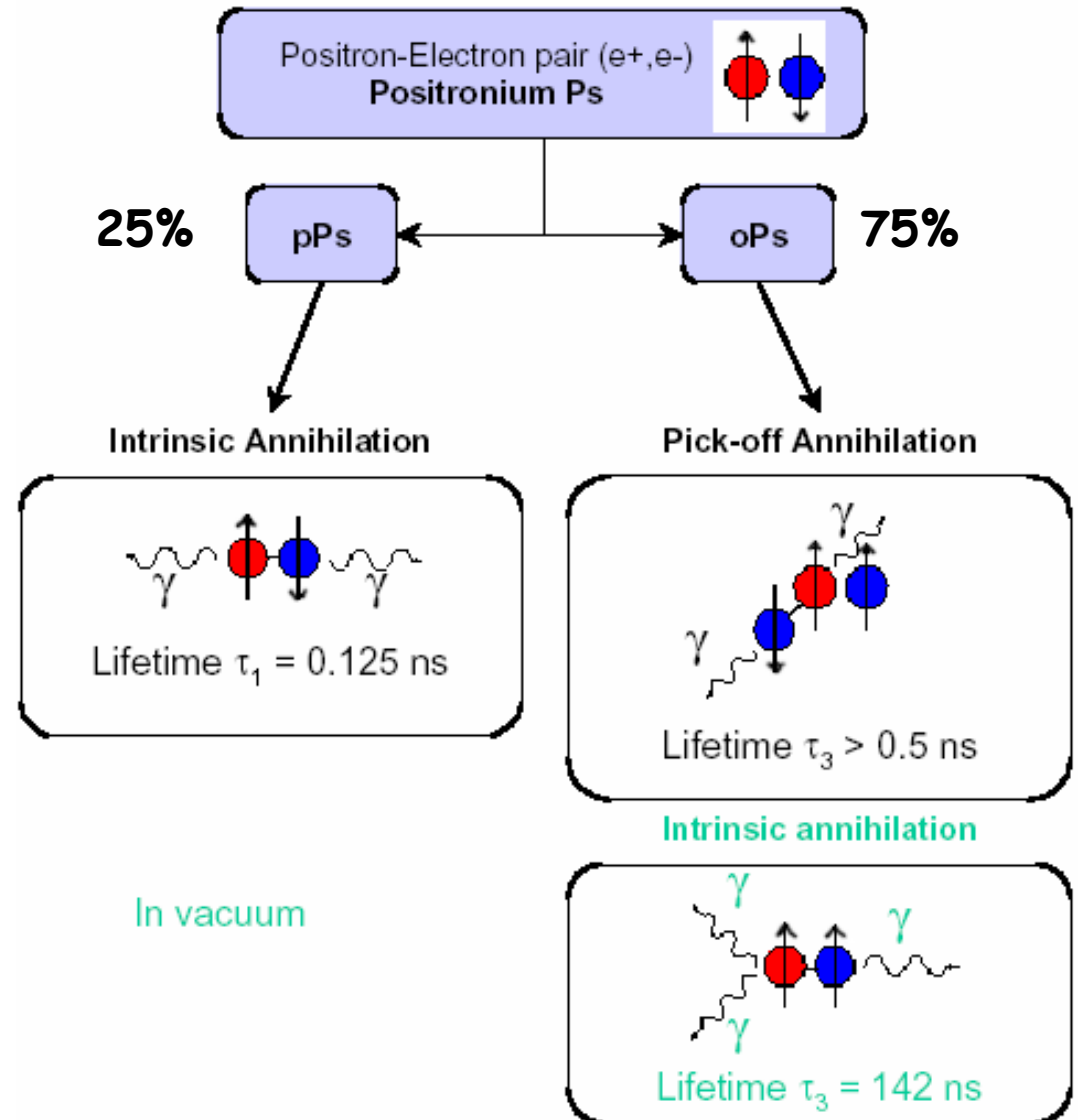 Positron-Electron pair (e+,e-)
Positronium Ps
25%
pPs
oPs
75%
Intrinsic Annihilation
γ
γ
Lifetime τ₁ = 0.125 ns
Pick-off Annihilation
γ
γ
Lifetime τ₃ > 0.5 ns
Intrinsic annihilation
In vacuum
γ
γ
γ
Lifetime τ₃ = 142 ns